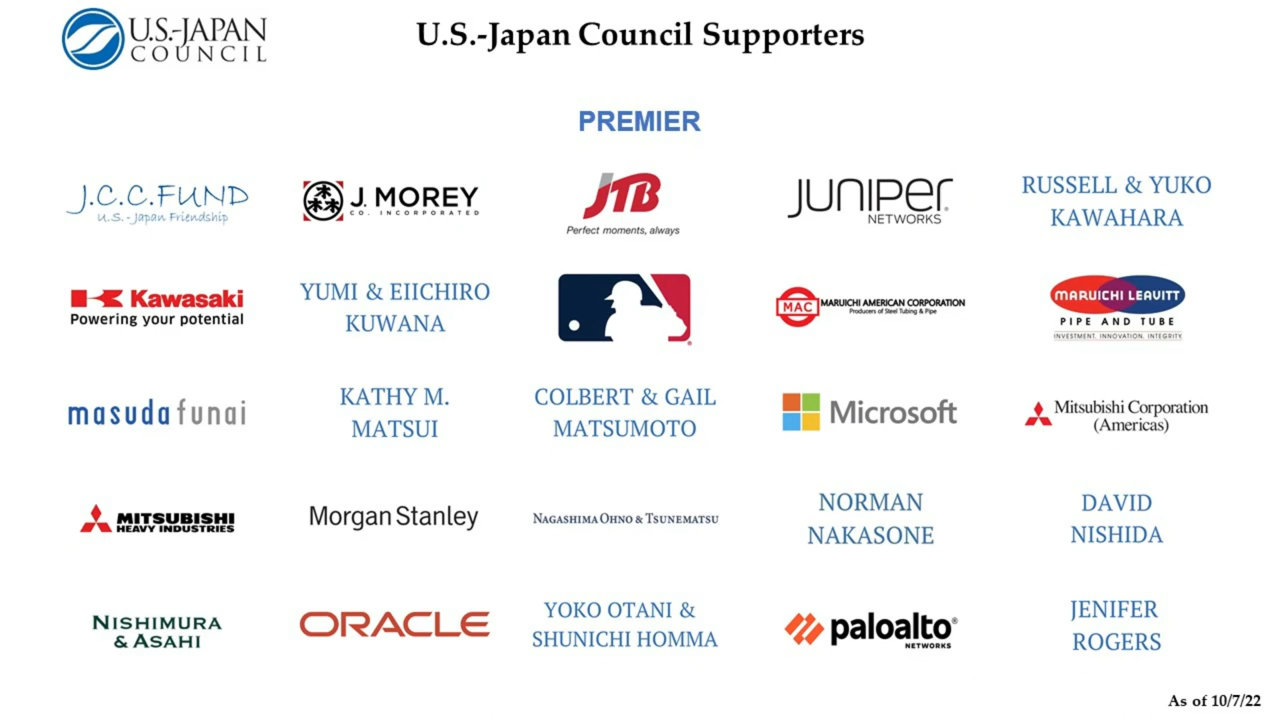 U.S.-JAPAN
COUNCIL
U.S.-Japan Council Supporters
PREMIER
J.C.C.FUND
U.S. - Japan Friendship
J. MOREY
CO. INCORPORATED
JTB
Perfect moments, always
JUNIPER
NETWORKS
RUSSELL & YUKO
KAWAHARA
Kawasaki
Powering your potential
YUMI & EIICHIRO
KUWANA
MAC
MARUICHI AMERICAN CORPORATION
Producers of Steel Tubing & Pipe
MARUICHI LEAVITT
PIPE AND TUBE
INVESTMENT. INNOVATION. INTEGRITY
masuda funai
KATHY M.
MATSUI
COLBERT & GAIL
MATSUMOTO
Microsoft
Mitsubishi Corporation
(Americas)
MITSUBISHI
HEAVY INDUSTRIES
Morgan Stanley
NAGASHIMA OHNO & TSUNEMATSU
NORMAN
NAKASONE
DAVID
NISHIDA
NISHIMURA
& ASAHI
ORACLE
YOKO OTANI &
SHUNICHI HOMMA
paloalto®
NETWORKS
JENIFER
ROGERS
As of 10/7/22